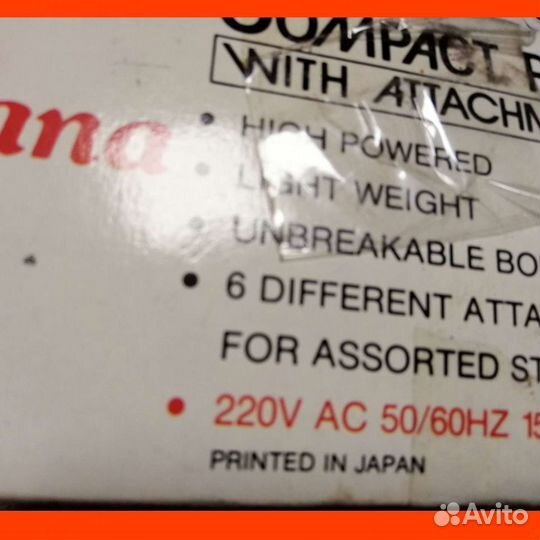 COMPACT
WITH ATTACHM
ana
• HIGH POWERED
• LIGHT WEIGHT
• UNBREAKABLE BO
• 6 DIFFERENT ATTA
FOR ASSORTED ST
• 220V AC 50/60HZ 15
PRINTED IN JAPAN
Avito